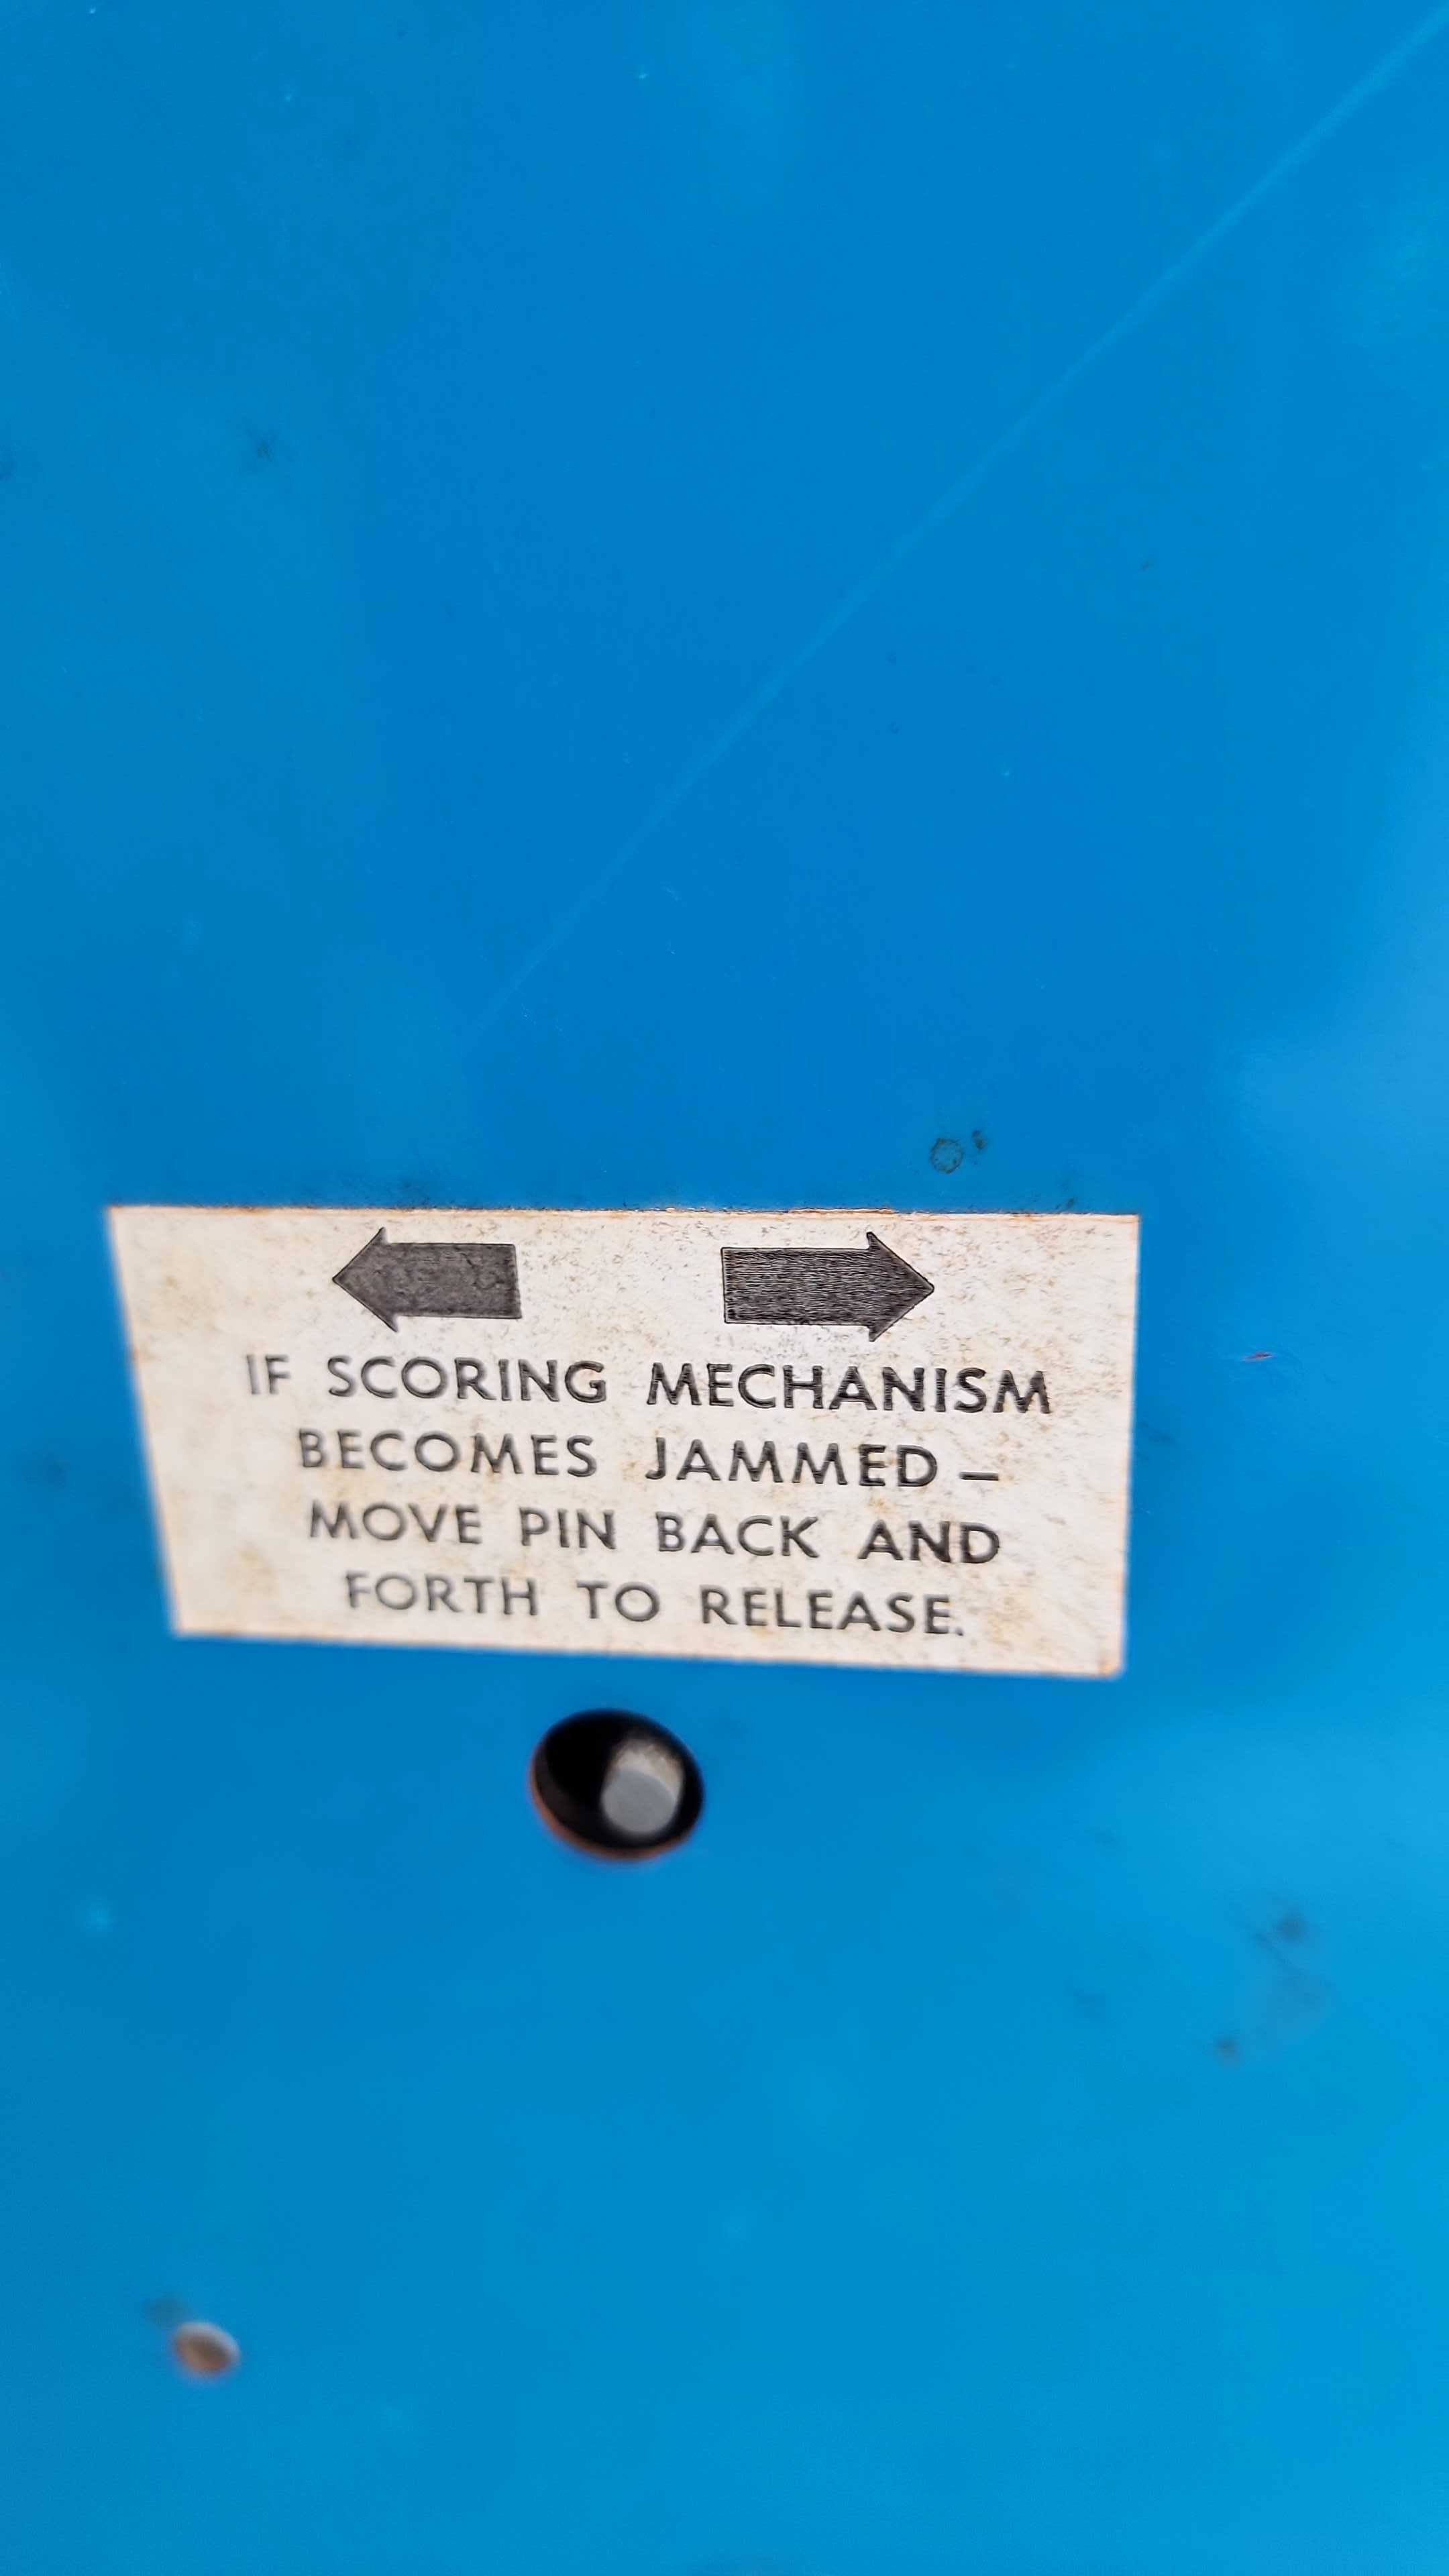 IF SCORING MECHANISM
BECOMES JAMMED –
MOVE PIN BACK AND
FORTH TO RELEASE.